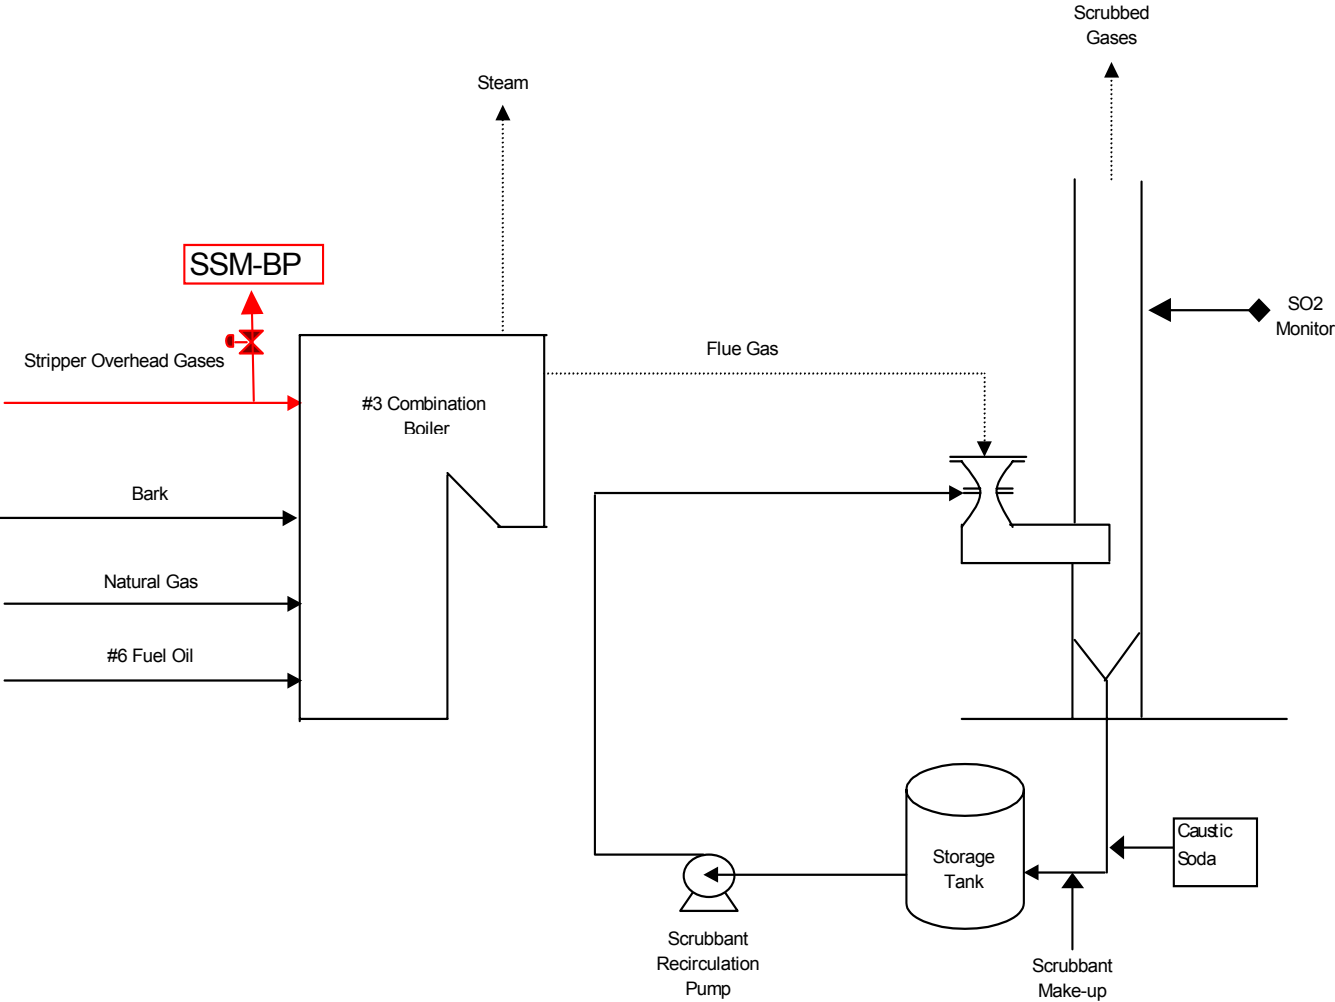 Scrubbed
Gases
Steam
SSM-BP
SO2
Monitor
Stripper Overhead Gases
Flue Gas
#3 Combination
Boiler
Bark
Natural Gas
#6 Fuel Oil
Caustic
Soda
Storage
Tank
Scrubbant
Recirculation
Pump
Scrubbant
Make-up